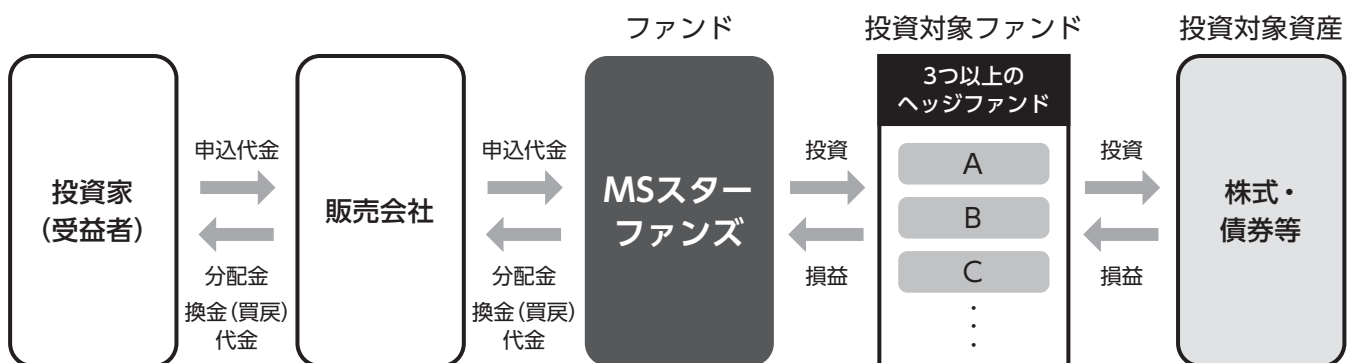 ファンド
投資対象ファンド
投資対象資産
投資家
(受益者)
申込代金
分配金
換金(買戻)
代金
販売会社
申込代金
分配金
換金(買戻)
代金
MSスター
ファンズ
投資
損益
3つ以上の
ヘッジファンド
A
B
C
・
・
・
投資
損益
株式・
債券等